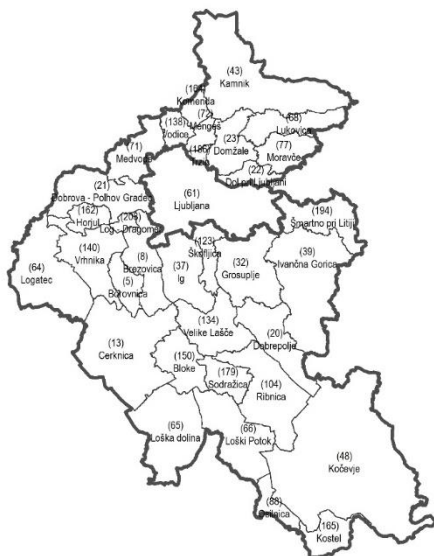 (43)
Kamnik
(164)
Komenda
(72)
Mengeš
(138)
Vodice
(68)
Lukovica
(23)
Domžale
(77)
Moravče
(71)
Medvode
(186)
Trzin
(22)
Dol pri Ljubljani
(21)
Dobrova - Polhov Gradec
(61)
Ljubljana
(162)
Horjul
(208)
Log - Dragomer
(194)
Šmartno pri Litiji
(123)
Škofljica
(140)
Vrhnika
(8)
Brezovica
(37)
Ig
(32)
Grosuplje
(39)
Ivančna Gorica
(64)
Logatec
(5)
Borovnica
(134)
Velike Lašče
(20)
Dobrepolje
(13)
Cerknica
(150)
Bloke
(179)
Sodražica
(104)
Ribnica
(65)
Loška dolina
(66)
Loški Potok
(48)
Kočevje
(88)
Osilnica
(165)
Kostel